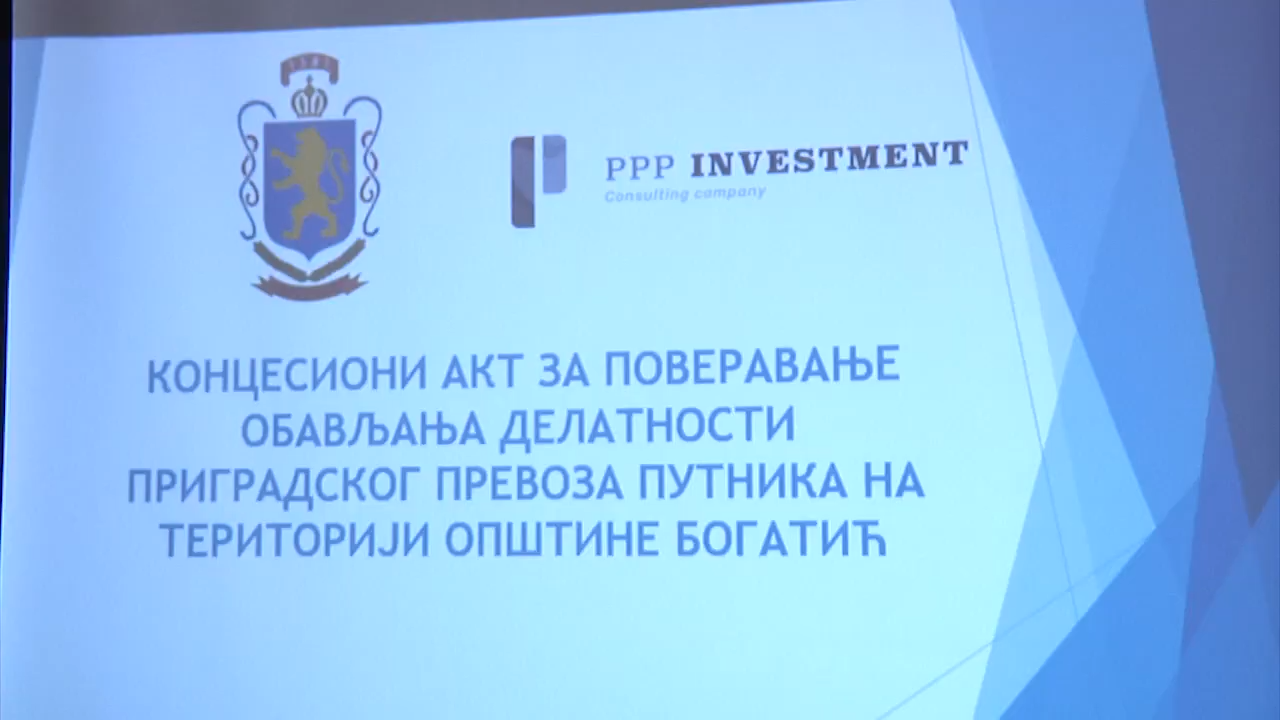 PPP INVESTMENT
Consulting company
КОНЦЕСИОНИ АКТ ЗА ПОВЕРАВАЊЕ
ОБАВЉАЊА ДЕЛАТНОСТИ
ПРИГРАДСКОГ ПРЕВОЗА ПУТНИКА НА
ТЕРИТОРИЈИ ОПШТИНЕ БОГАТИЋ